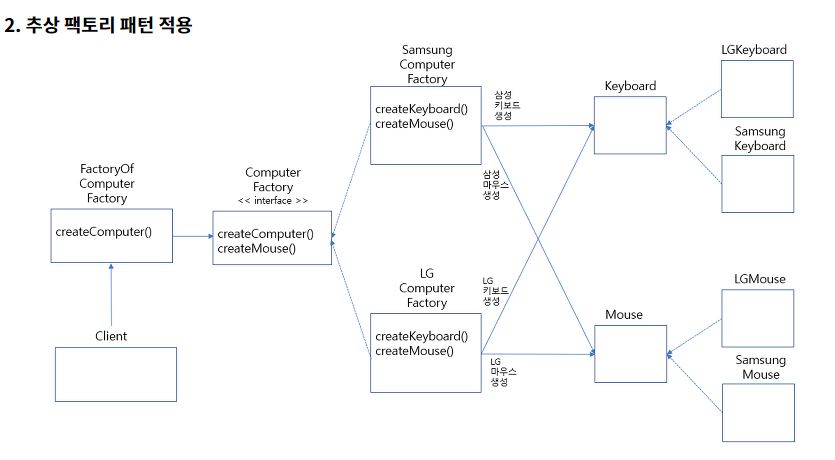 2. 추상 팩토리 패턴 적용
FactoryOf
Computer
Factory
createComputer()
Client
Computer
Factory
<< interface >>
createComputer()
createMouse()
Samsung
Computer
Factory
createKeyboard()
createMouse()
LG
Computer
Factory
createKeyboard()
createMouse()
삼성
키보드
생성
삼성
마우스
생성
LG
키보드
생성
LG
마우스
생성
Keyboard
Mouse
LGKeyboard
Samsung
Keyboard
LGMouse
Samsung
Mouse